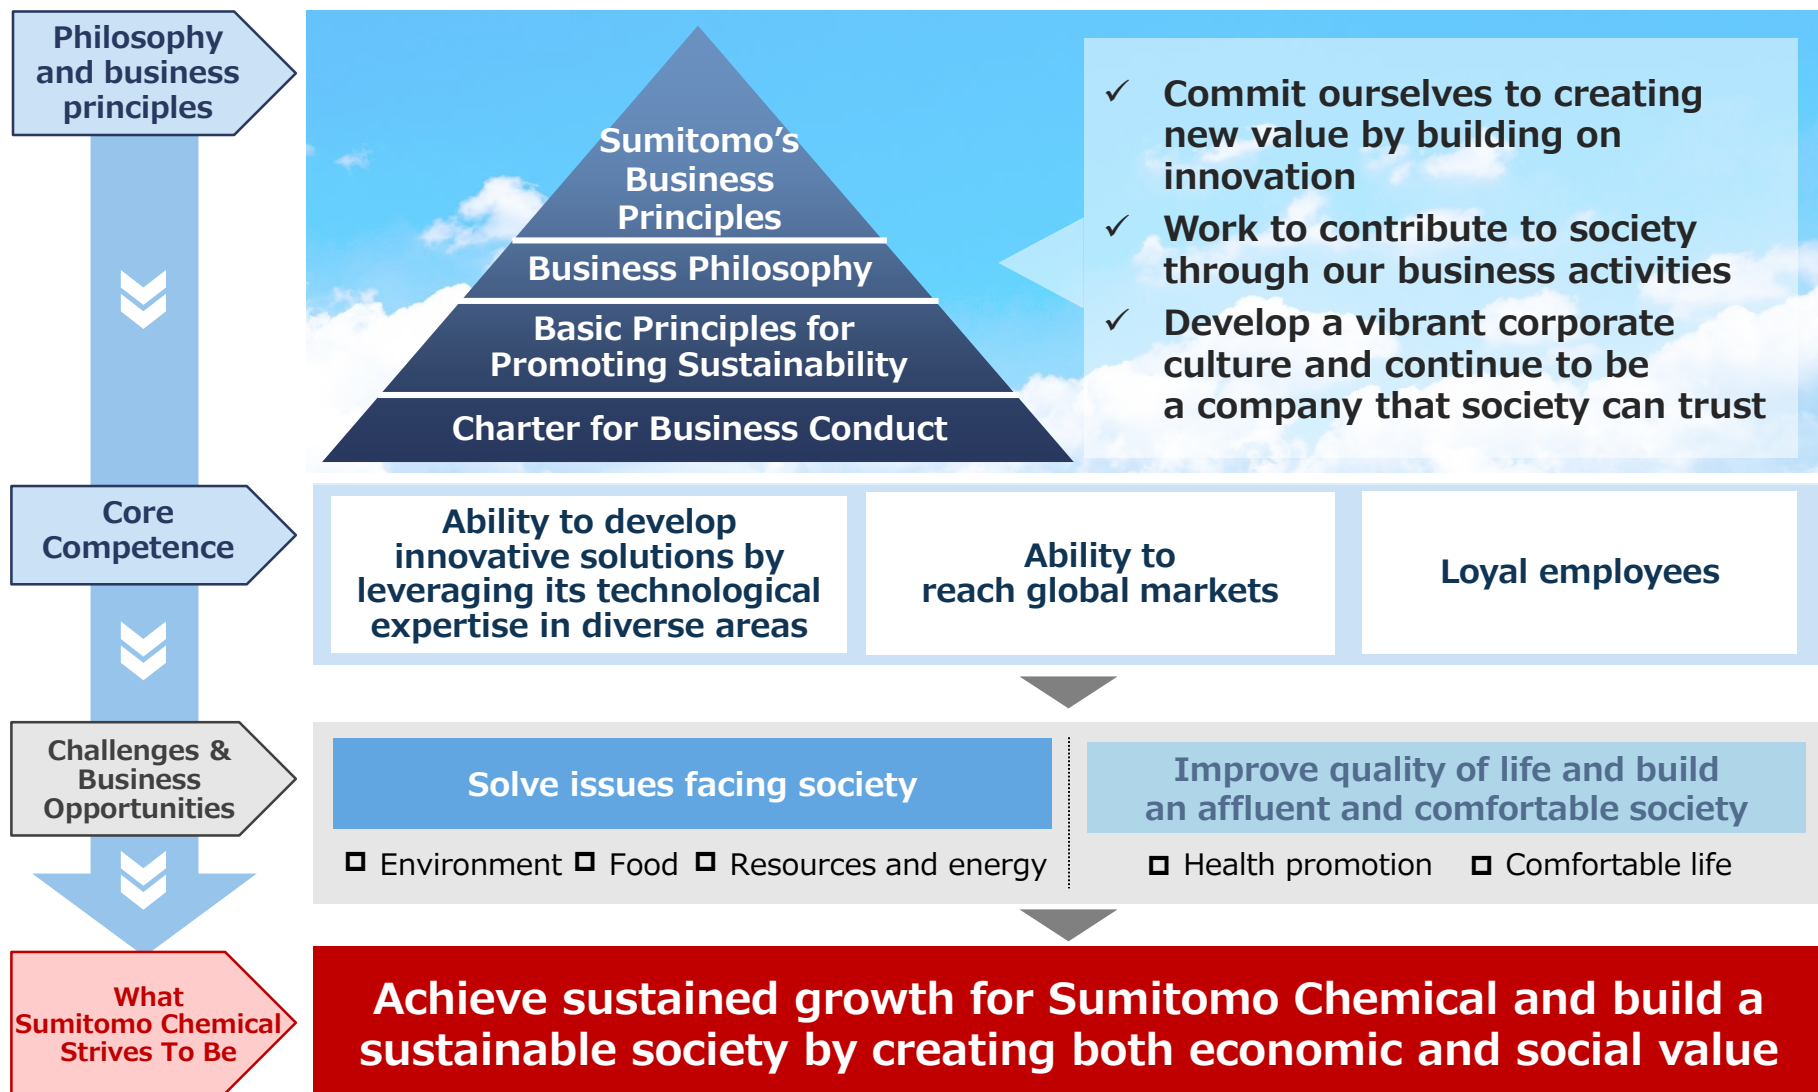 Philosophy
and business
principles
Sumitomo’s
Business
Principles
Business Philosophy
Basic Principles for
Promoting Sustainability
Charter for Business Conduct
✓ Commit ourselves to creating
new value by building on
innovation
✓ Work to contribute to society
through our business activities
✓ Develop a vibrant corporate
culture and continue to be
a company that society can trust
Core
Competence
Ability to develop
innovative solutions by
leveraging its technological
expertise in diverse areas
Ability to
reach global markets
Loyal employees
Challenges &
Business
Opportunities
Solve issues facing society
Environment Food Resources and energy
Improve quality of life and build
an affluent and comfortable society
Health promotion Comfortable life
What
Sumitomo Chemical
Strives To Be
Achieve sustained growth for Sumitomo Chemical and build a
sustainable society by creating both economic and social value